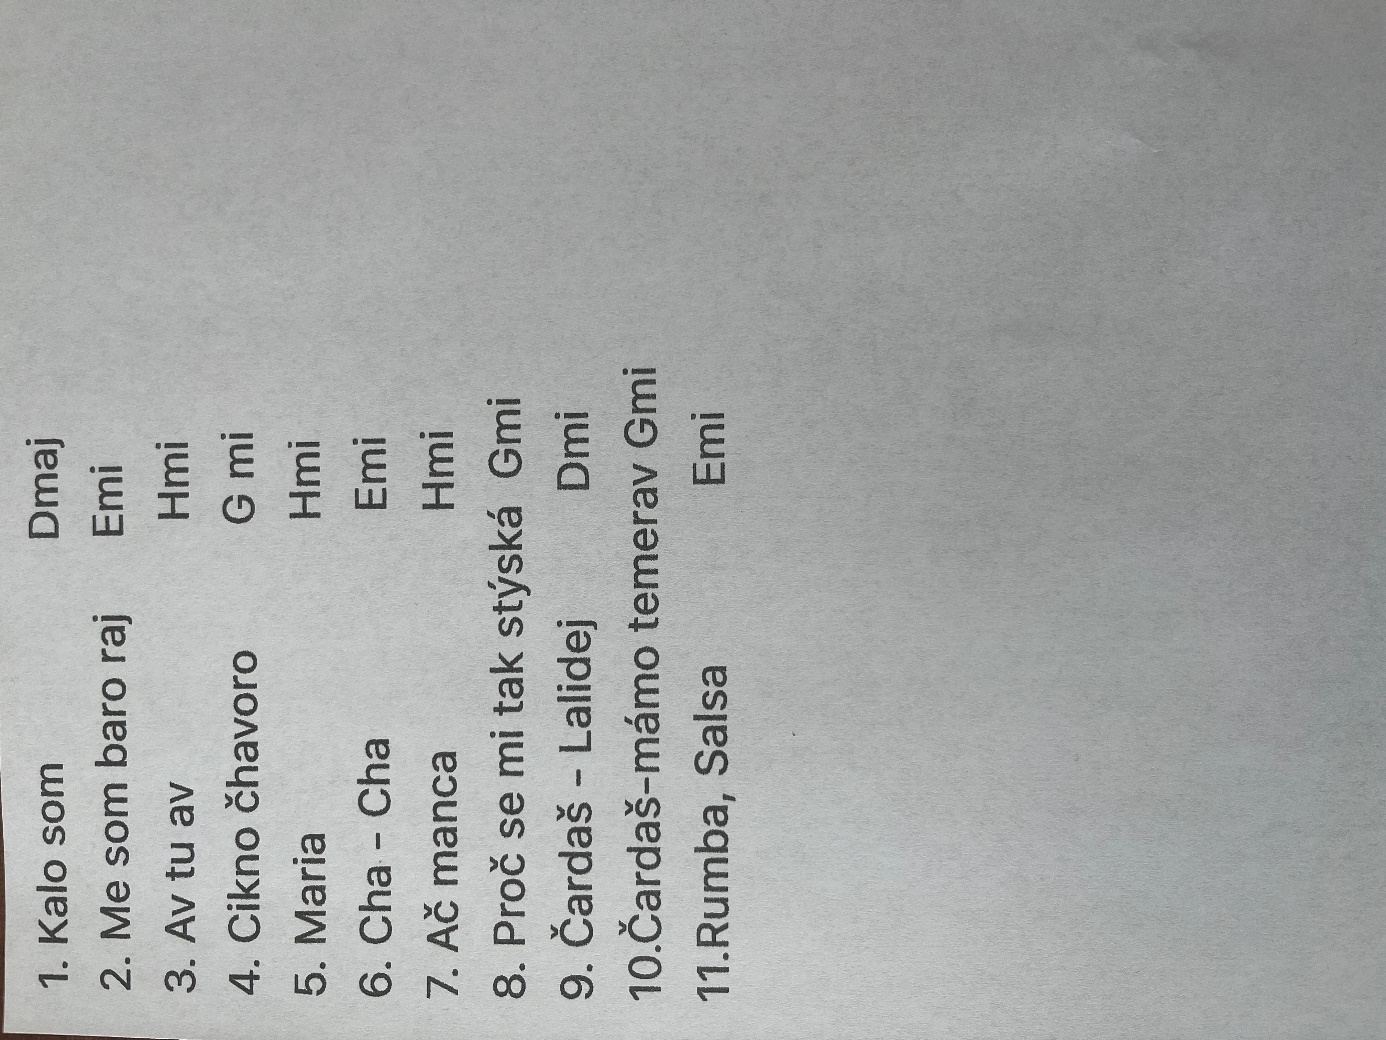 1. Kalo som Dmaj
2. Me som baro raj Emi
3. Av tu av Hmi
4. Cikno čhavoro G mi
5. Maria Hmi
6. Cha - Cha Emi
7. Ač manca Hmi
8. Proč se mi tak stýská Gmi
9. Čardaš - Lalidej Dmi
10.Čardaš-mámo temerav Gmi
11.Rumba, Salsa Emi